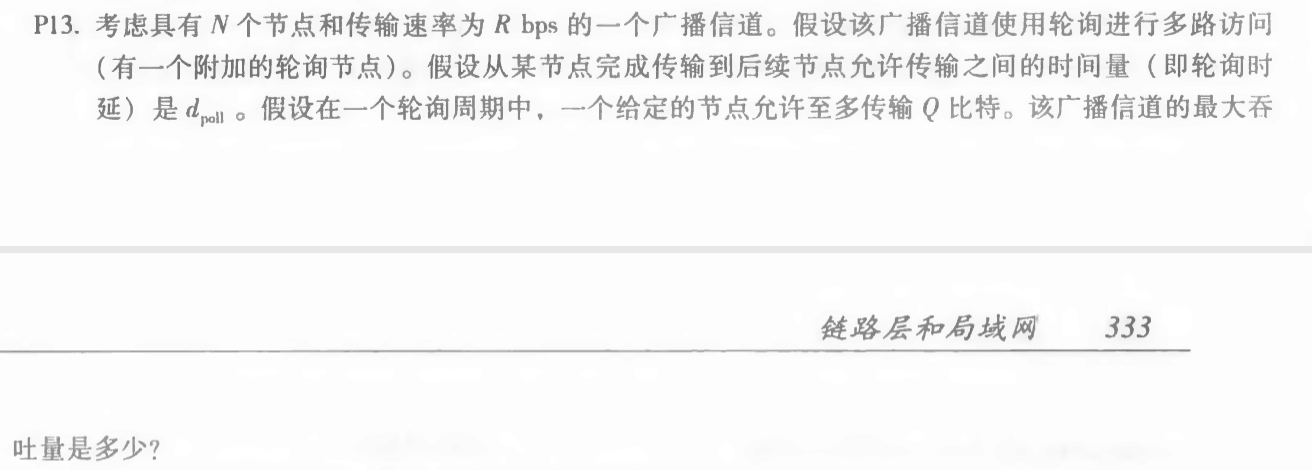 P13. 考虑具有 N 个节点和传输速率为 R bps 的一个广播信道。假设该广播信道使用轮询进行多路访问
(有一个附加的轮询节点)。假设从某节点完成传输到后续节点允许传输之间的时间量（即轮询时
延）是 d_poll 。假设在一个轮询周期中，一个给定的节点允许至多传输 Q 比特。该广播信道的最大吞
链路层和局域网 333
吐量是多少?